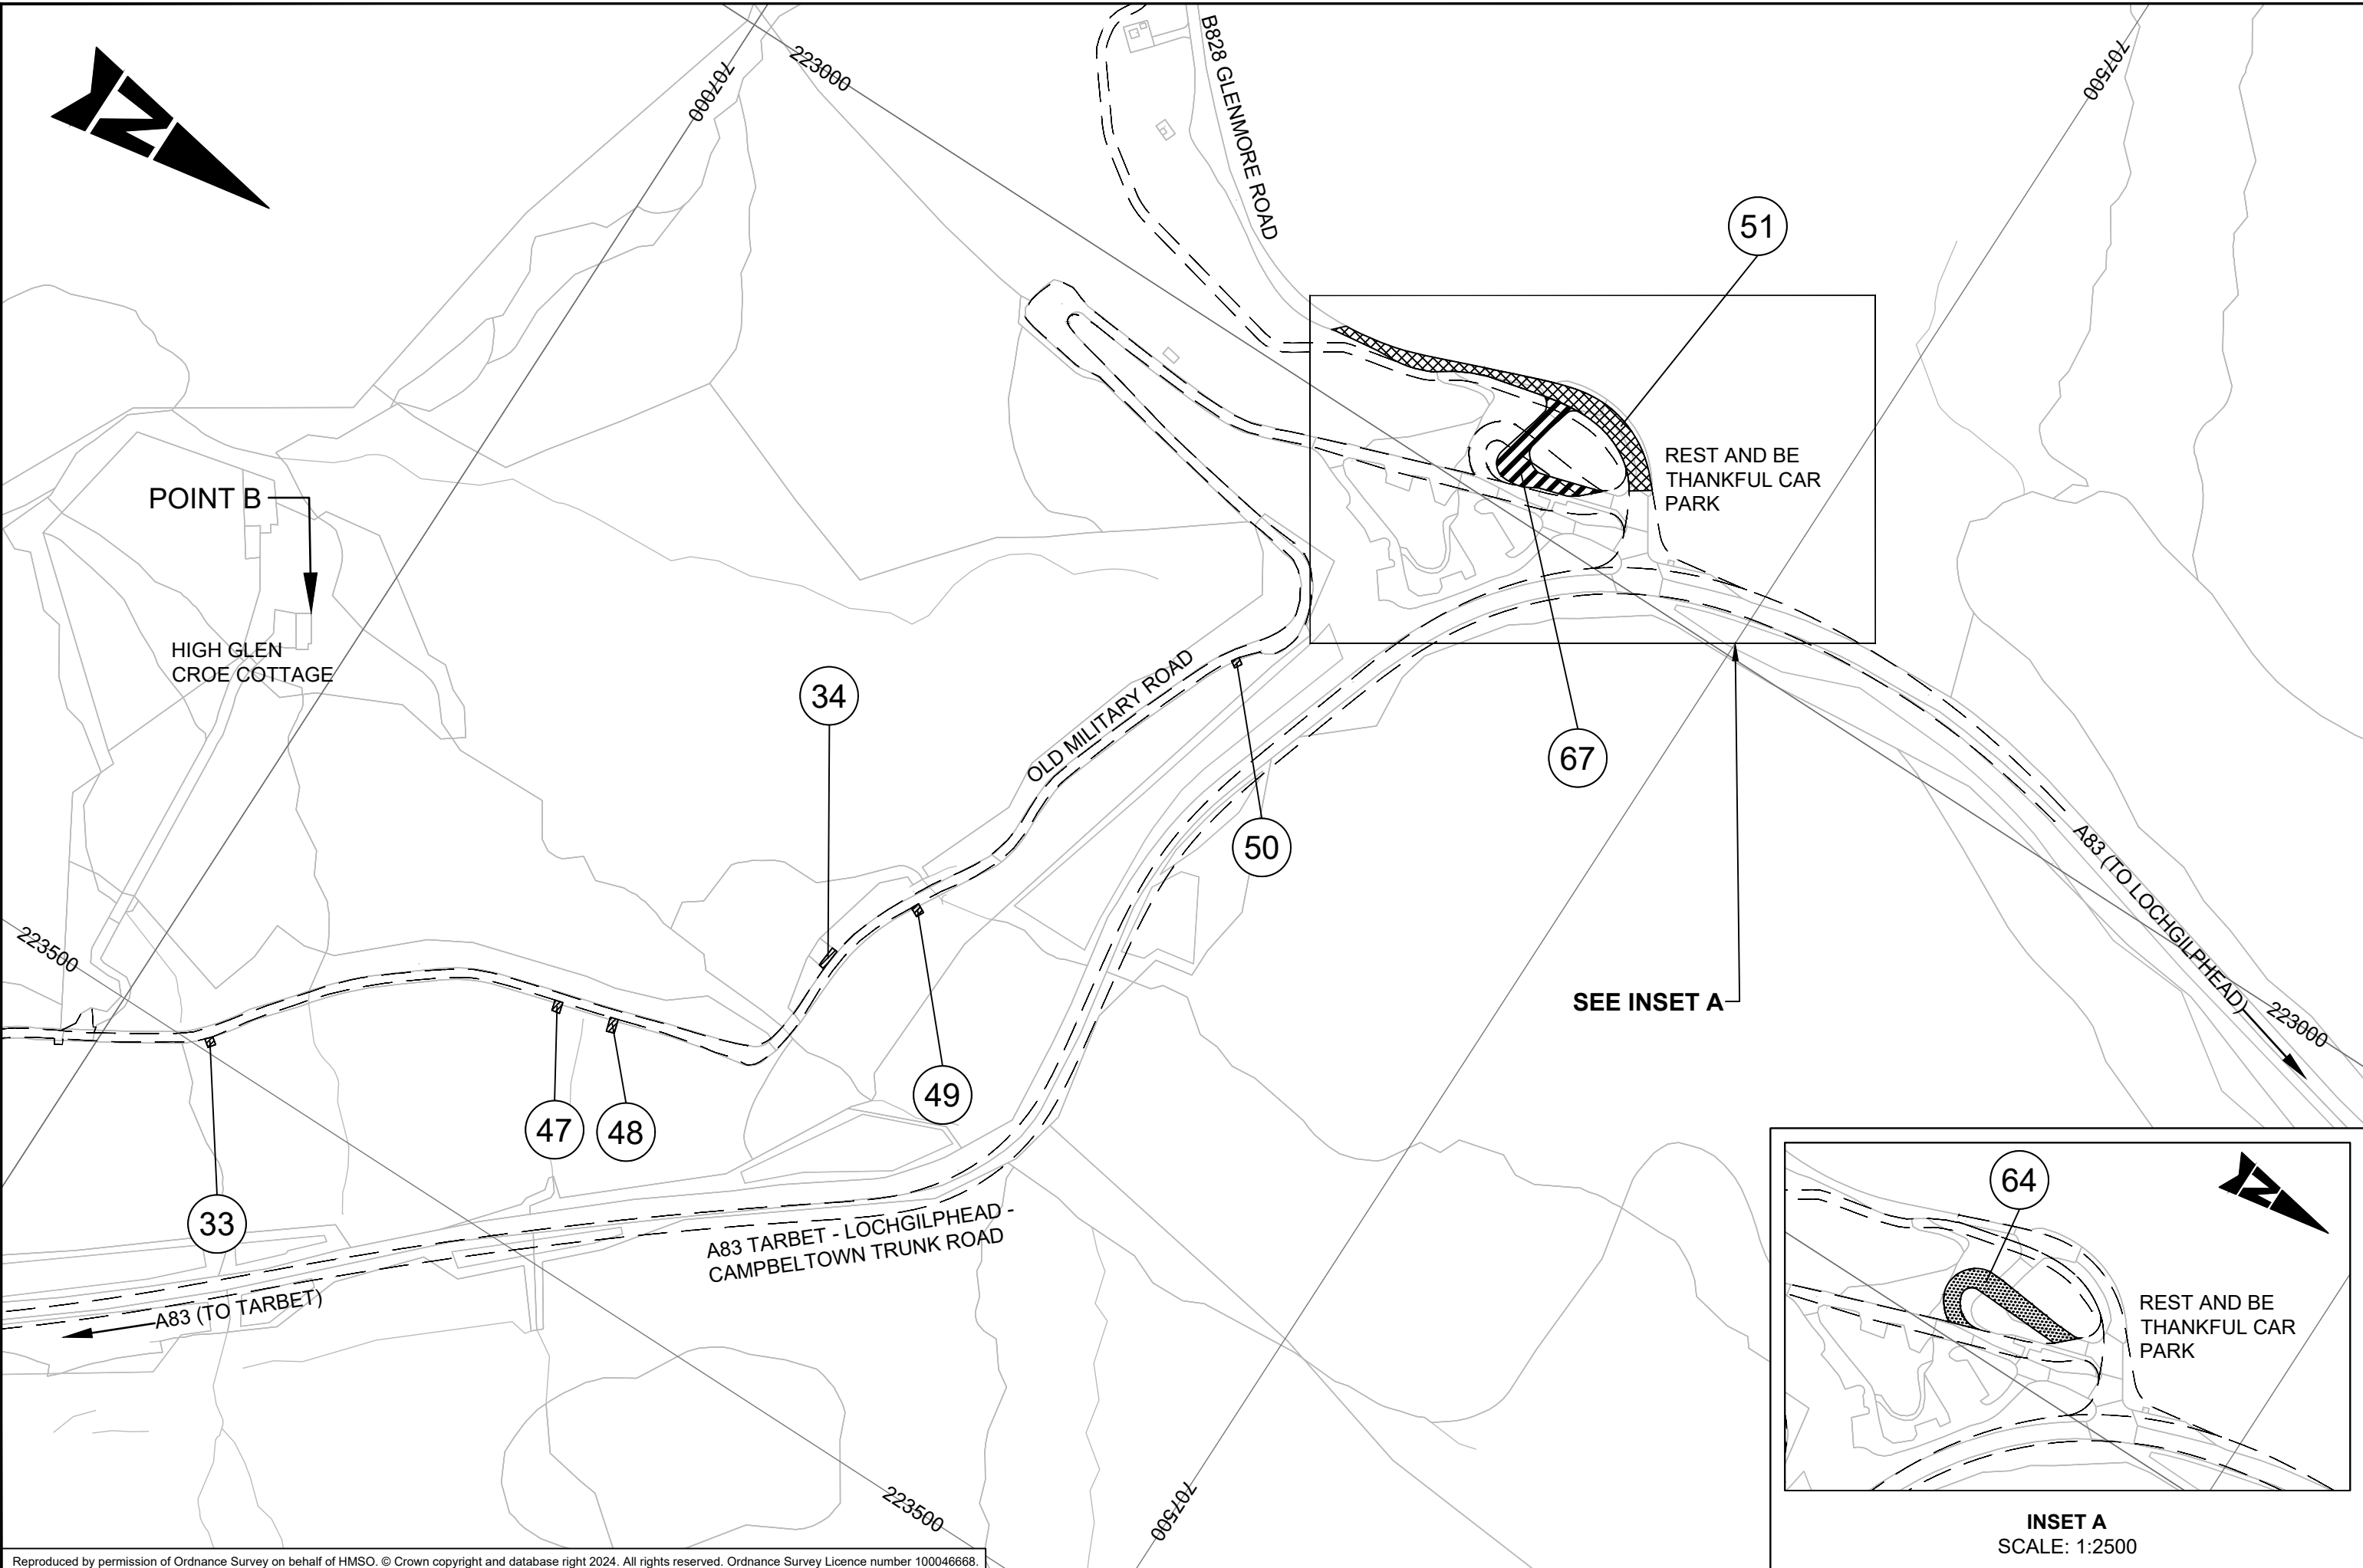 N
707000
223000
B828 GLENMORE ROAD
707500
51
REST AND BE
THANKFUL CAR
PARK
POINT B
HIGH GLEN
CROE COTTAGE
34
OLD MILITARY ROAD
67
50
A83 (TO LOCHGILPHEAD)
223500
SEE INSET A
223000
49
47
48
33
A83 TARBET - LOCHGILPHEAD -
CAMPBELTOWN TRUNK ROAD
A83 (TO TARBET)
223500
707500
64
N
REST AND BE
THANKFUL CAR
PARK
INSET A
SCALE: 1:2500
Reproduced by permission of Ordnance Survey on behalf of HMSO. © Crown copyright and database right 2024. All rights reserved. Ordnance Survey Licence number 100046668.